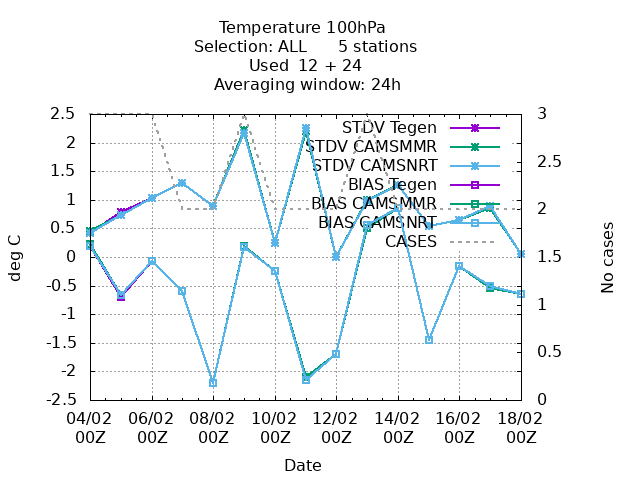 Temperature 100hPa
Selection: ALL      5 stations
Used  12 + 24
Averaging window: 24h
2.5
2
1.5
1
0.5
0
-0.5
-1
-1.5
-2
-2.5
deg C
3
2.5
2
1.5
1
0.5
0
No cases
STDV Tegen
STDV CAMSMMR
STDV CAMSNRT
BIAS Tegen
BIAS CAMSMMR
BIAS CAMSNRT
CASES
04/02 06/02 08/02 10/02 12/02 14/02 16/02 18/02
00Z 00Z 00Z 00Z 00Z 00Z 00Z 00Z
Date